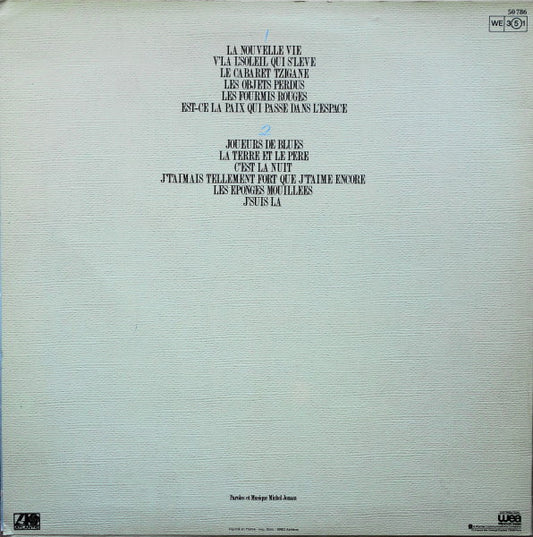 50 786
WE 351
1
LA NOUVELLE VIE
V'LA L'SOLEIL QUI S'LEVE
LE CABARET TZIGANE
LES OBJETS PERDUS
LES FOURMIS ROUGES
EST-CE LA PAIX QUI PASSE DANS L'ESPACE
2
JOUEURS DE BLUES
LA TERRE ET LE PERE
C'EST LA NUIT
J'T'AIMAIS TELLEMENT FORT QUE J'T'AIME ENCORE
LES EPONGES MOUILLEES
J'SUIS LA
Paroles et Musique Michel Jonasz
ATLANTIC
wea